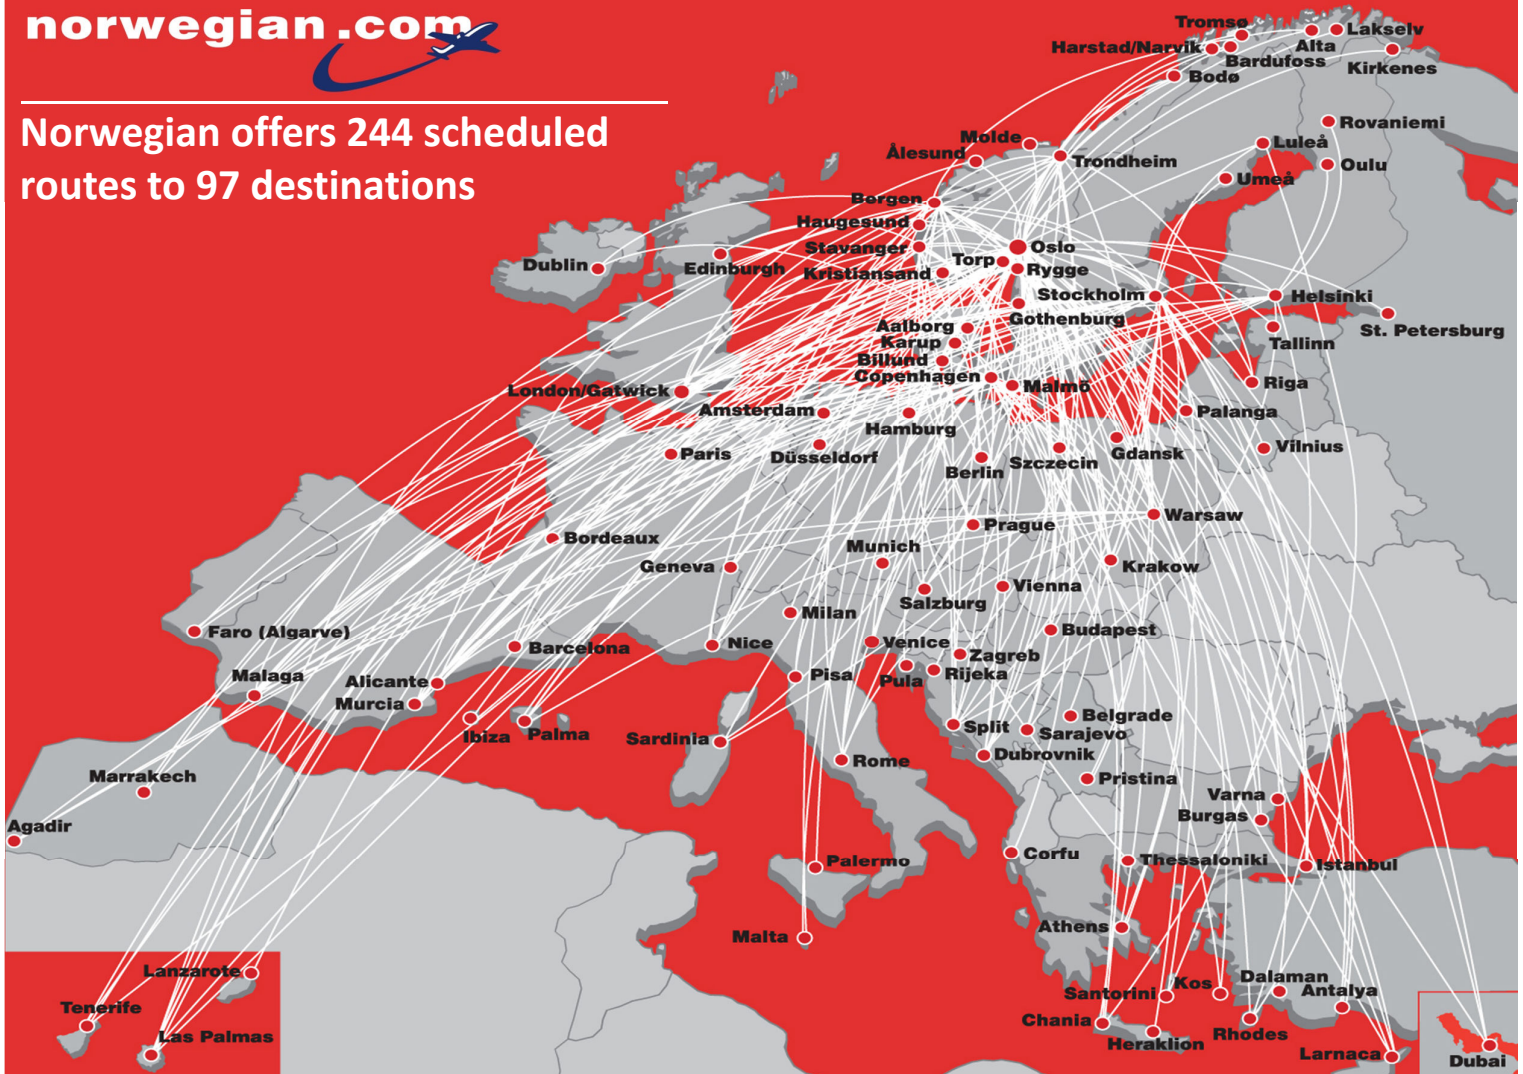 norwegian.com
Norwegian offers 244 scheduled
routes to 97 destinations
Tromsø
Lakselv
Harstad/Narvik
Alta
Bardufoss
Kirkenes
Bodø
Rovaniemi
Molde
Luleå
Ålesund
Trondheim
Oulu
Umeå
Bergen
Haugesund
Stavanger
Oslo
Dublin
Edinburgh
Torp
Kristiansand
Rygge
Stockholm
Helsinki
Gothenburg
St. Petersburg
Aalborg
Karup
Tallinn
Billund
Copenhagen
Malmö
Riga
London/Gatwick
Amsterdam
Palanga
Hamburg
Paris
Düsseldorf
Berlin
Szczecin
Gdansk
Vilnius
Warsaw
Prague
Bordeaux
Munich
Geneva
Krakow
Vienna
Salzburg
Milan
Faro (Algarve)
Budapest
Barcelona
Nice
Venice
Zagreb
Malaga
Alicante
Pisa
Pula
Rijeka
Murcia
Ibiza
Palma
Sardinia
Split
Belgrade
Sarajevo
Dubrovnik
Rome
Marrakech
Pristina
Varna
Burgas
Agadir
Corfu
Palermo
Thessaloniki
Istanbul
Malta
Athens
Lanzarote
Kos
Dalaman
Santorini
Antalya
Tenerife
Chania
Las Palmas
Heraklion
Rhodes
Larnaca
Dubai